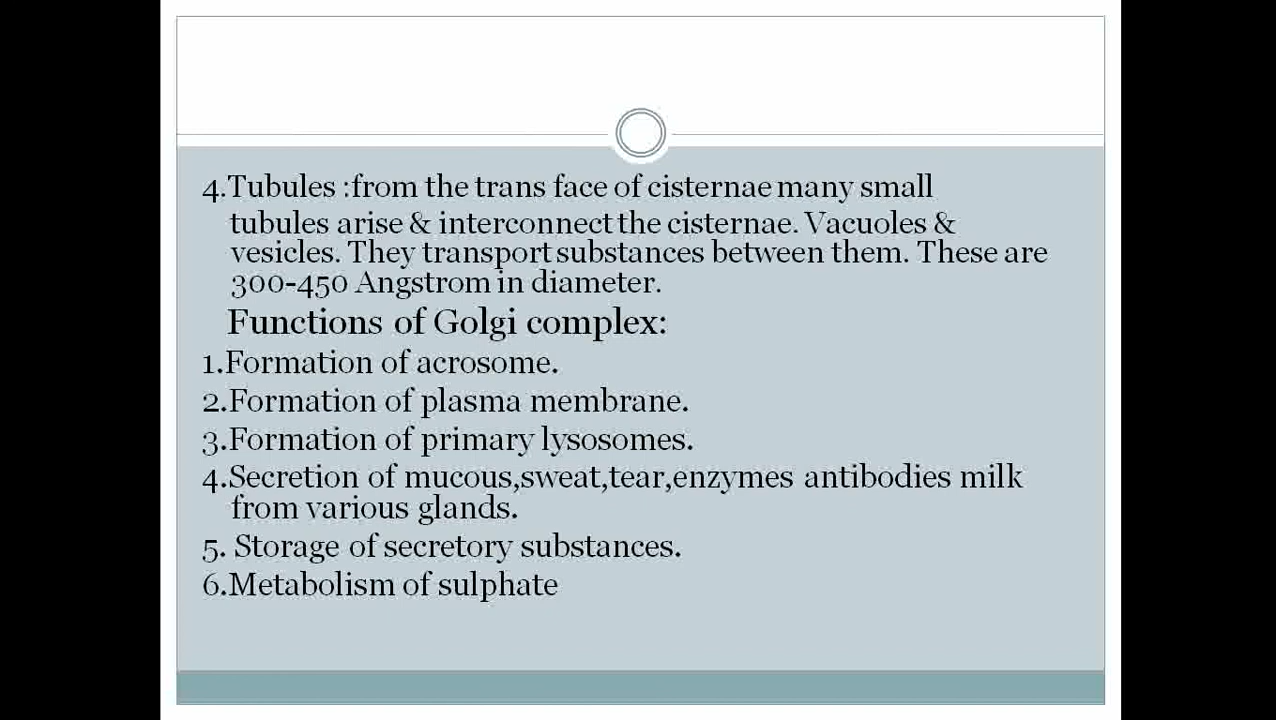 4.Tubules :from the trans face of cisternae many small
tubules arise & interconnect the cisternae. Vacuoles &
vesicles. They transport substances between them. These are
300-450 Angstrom in diameter.
Functions of Golgi complex:
1.Formation of acrosome.
2.Formation of plasma membrane.
3.Formation of primary lysosomes.
4.Secretion of mucous,sweat,tear,enzymes antibodies milk
from various glands.
5. Storage of secretory substances.
6.Metabolism of sulphate